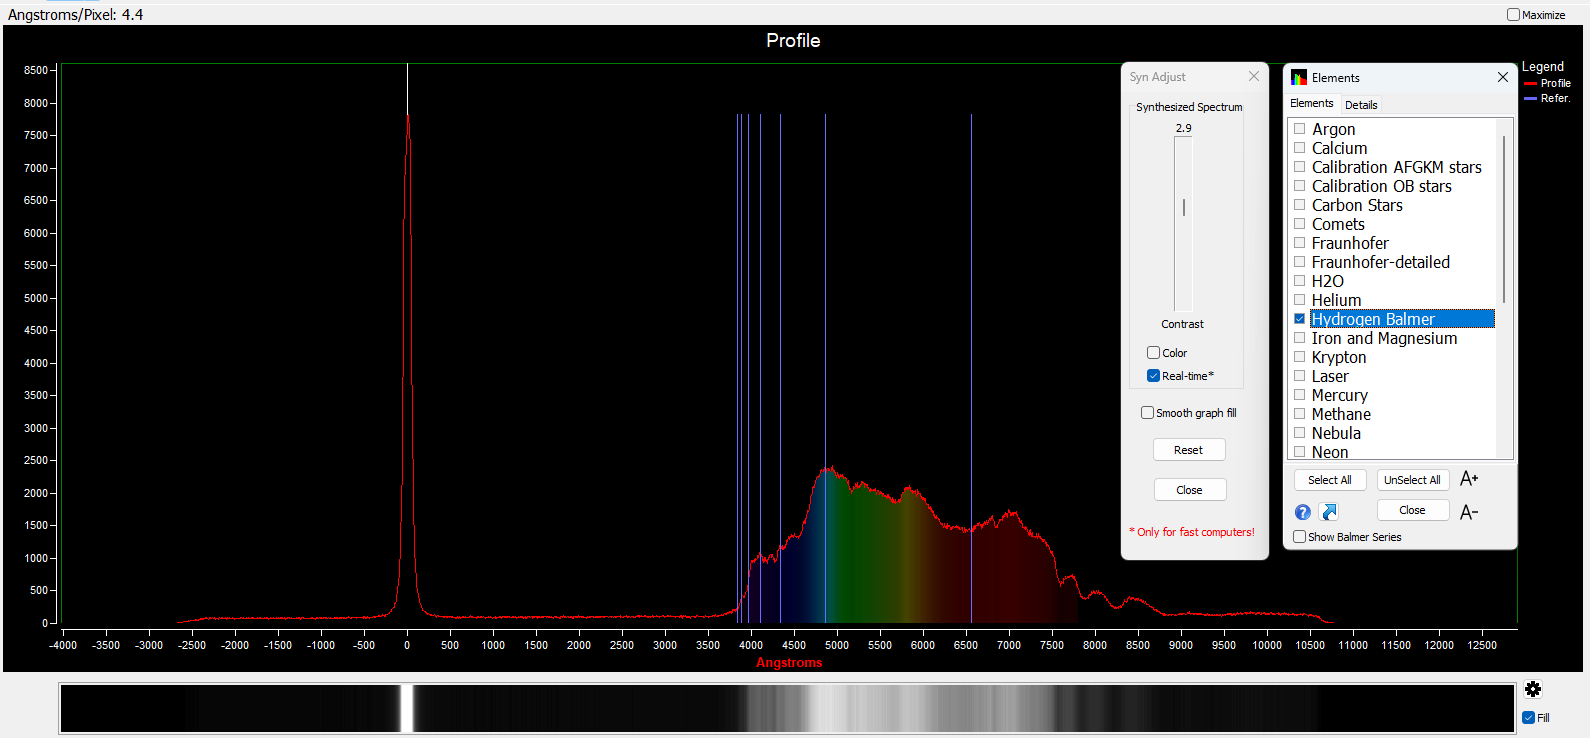 Angstroms/Pixel: 4.4
Maximize
Profile
8500
8000
7500
7000
6500
6000
5500
5000
4500
4000
3500
3000
2500
2000
1500
1000
500
0
-4000 -3500 -3000 -2500 -2000 -1500 -1000 -500 0 500 1000 1500 2000 2500 3000 3500 4000 4500 5000 5500 6000 6500 7000 7500 8000 8500 9000 9500 10000 10500 11000 11500 12000 12500
Angstroms
Syn Adjust
Synthesized Spectrum
2.9
Contrast
Color
Real-time*
Smooth graph fill
Reset
Close
* Only for fast computers!
Elements
Elements Details
Argon
Calcium
Calibration AFGKM stars
Calibration OB stars
Carbon Stars
Comets
Fraunhofer
Fraunhofer-detailed
H2O
Helium
Hydrogen Balmer
Iron and Magnesium
Krypton
Laser
Mercury
Methane
Nebula
Neon
Select All UnSelect All A+
? Close A-
Show Balmer Series
Legend
Profile
Refer.
Fill